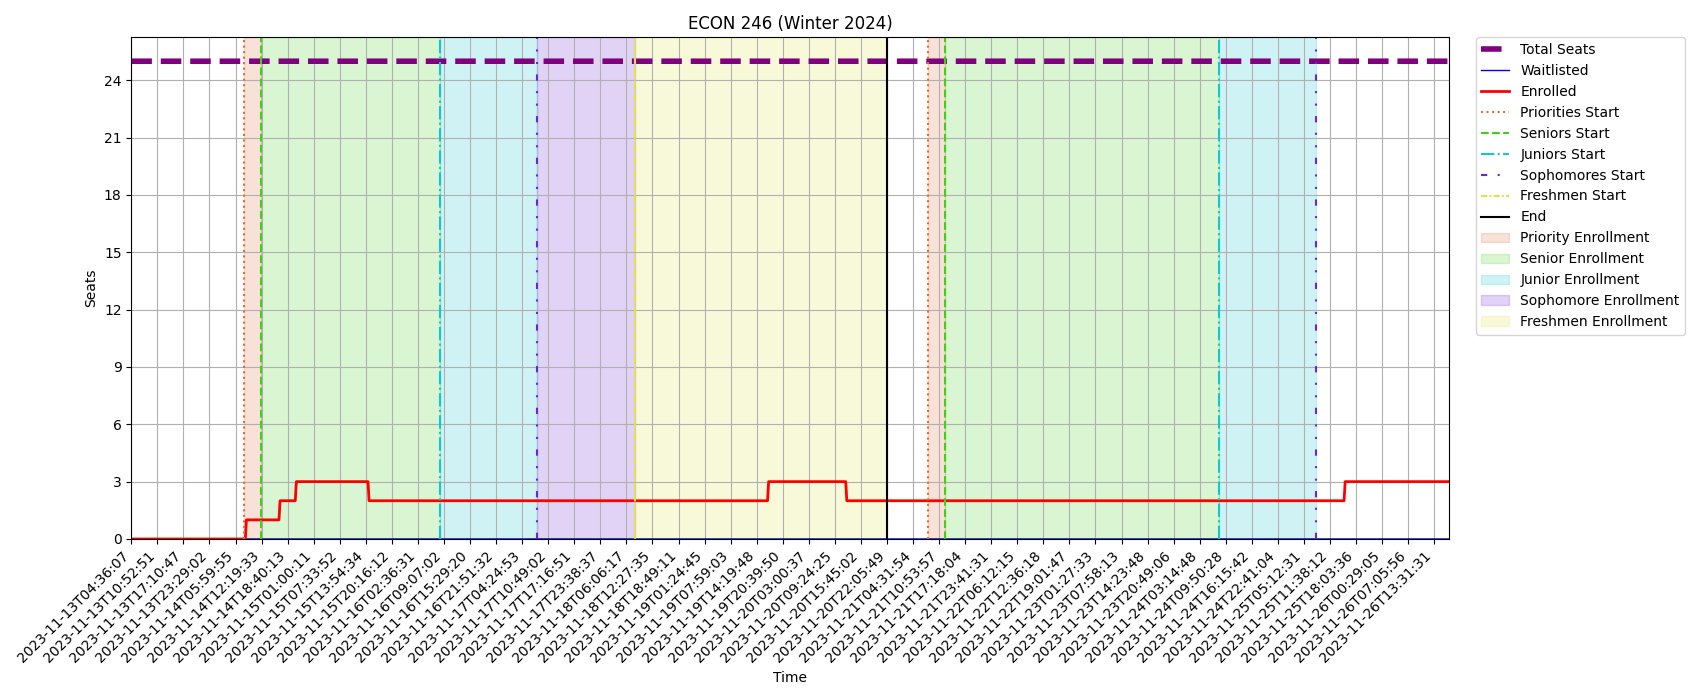 ECON 246 (Winter 2024)
Total Seats
Waitlisted
Enrolled
Priorities Start
Seniors Start
Juniors Start
Sophomores Start
Freshmen Start
End
Priority Enrollment
Senior Enrollment
Junior Enrollment
Sophomore Enrollment
Freshmen Enrollment
Seats
24
21
18
15
12
9
6
3
0
2023-11-13T04:36:07
2023-11-13T10:52:51
2023-11-13T17:10:47
2023-11-13T23:29:02
2023-11-14T05:59:55
2023-11-14T12:19:33
2023-11-14T18:40:13
2023-11-15T01:00:11
2023-11-15T07:33:52
2023-11-15T13:54:34
2023-11-15T20:16:12
2023-11-16T02:36:31
2023-11-16T09:07:02
2023-11-16T15:29:20
2023-11-16T21:51:32
2023-11-17T04:24:53
2023-11-17T10:49:02
2023-11-17T17:16:51
2023-11-17T23:38:37
2023-11-18T06:06:17
2023-11-18T12:27:35
2023-11-18T18:49:11
2023-11-19T01:24:45
2023-11-19T07:59:03
2023-11-19T14:19:48
2023-11-19T20:39:50
2023-11-20T03:00:37
2023-11-20T09:24:25
2023-11-20T15:45:02
2023-11-20T22:05:49
2023-11-21T04:31:54
2023-11-21T10:53:57
2023-11-21T17:18:04
2023-11-21T23:41:31
2023-11-22T06:12:15
2023-11-22T12:36:18
2023-11-22T19:01:47
2023-11-23T01:27:33
2023-11-23T07:58:13
2023-11-23T14:23:48
2023-11-23T20:49:06
2023-11-24T03:14:48
2023-11-24T09:50:28
2023-11-24T16:15:42
2023-11-24T22:41:04
2023-11-25T05:12:31
2023-11-25T11:38:12
2023-11-25T18:03:36
2023-11-26T00:29:05
2023-11-26T07:05:56
2023-11-26T13:31:31
Time